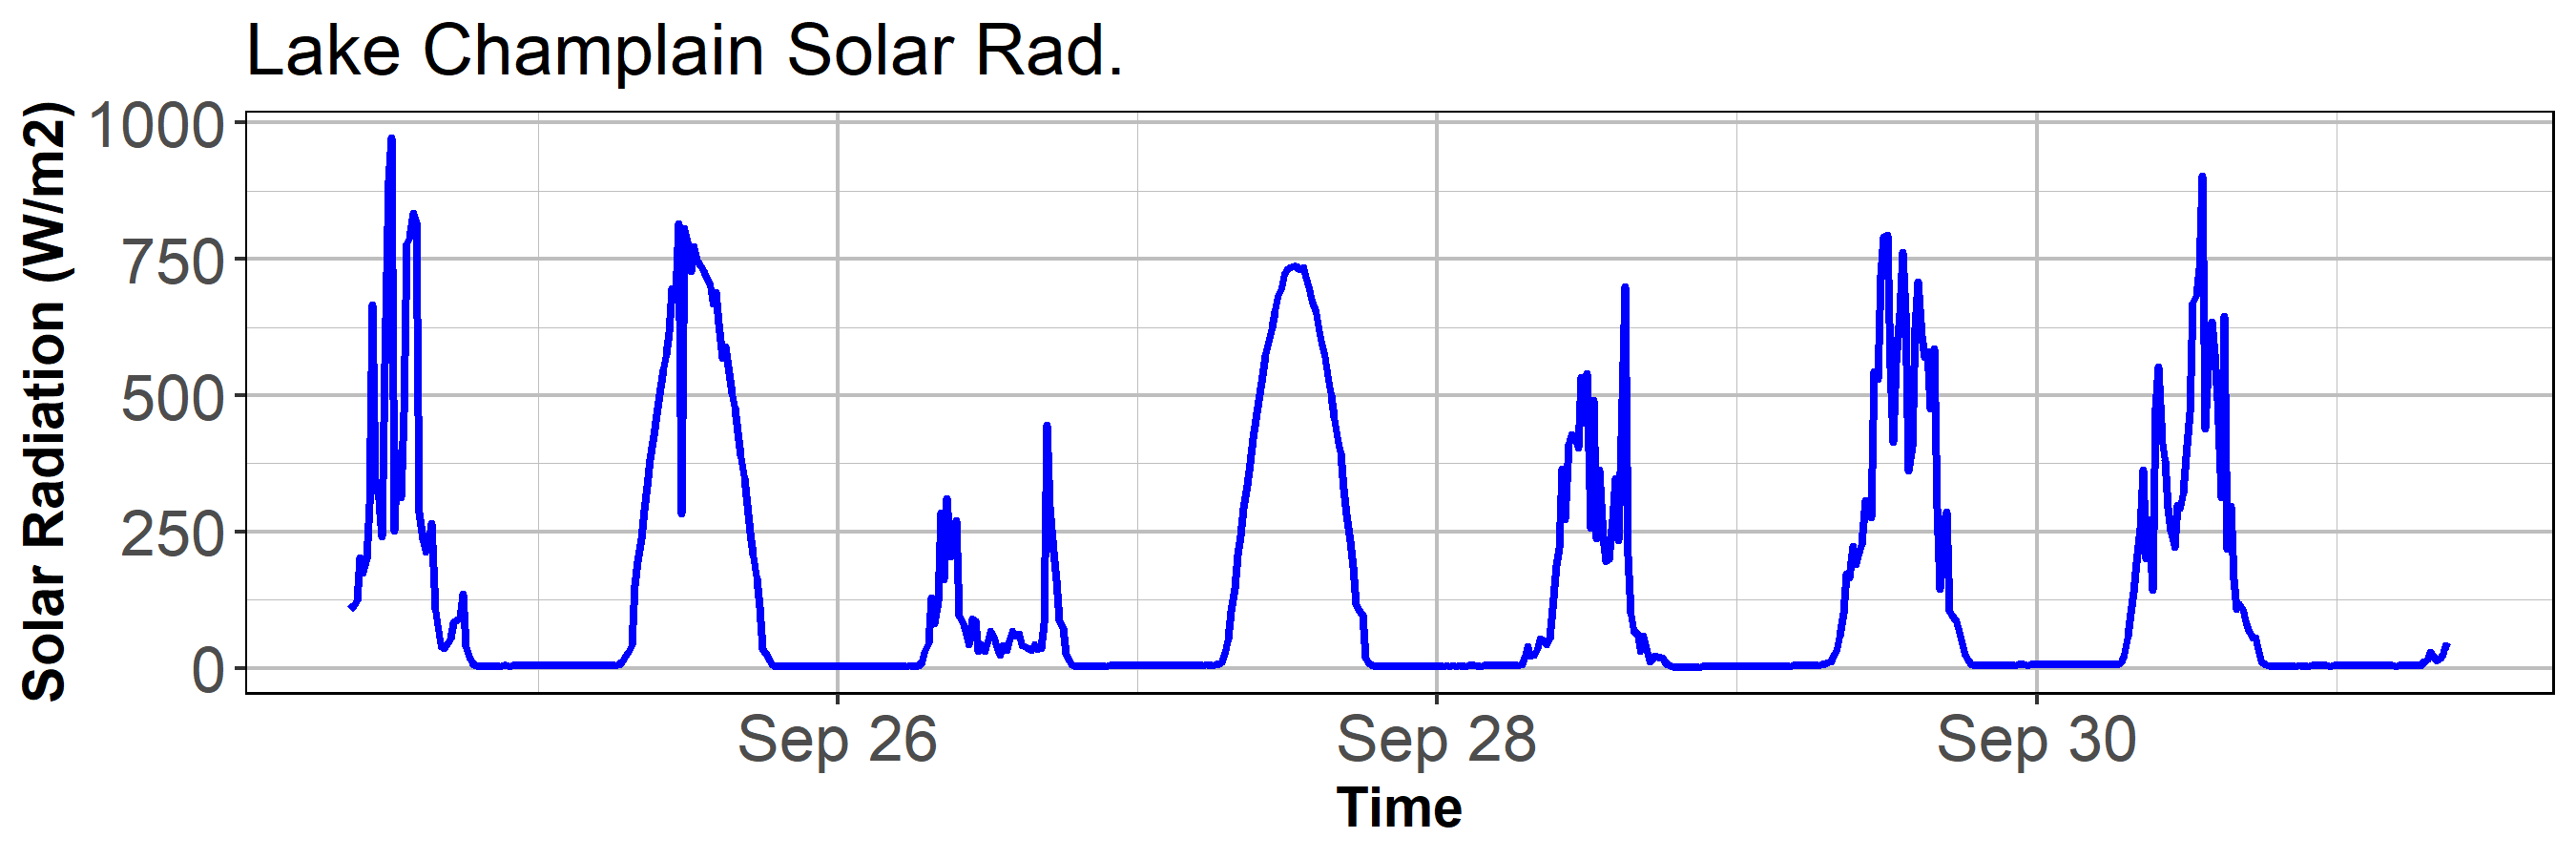 Lake Champlain Solar Rad.
Solar Radiation (W/m2)
1000
750
500
250
0
Sep 26 Sep 28 Sep 30
Time